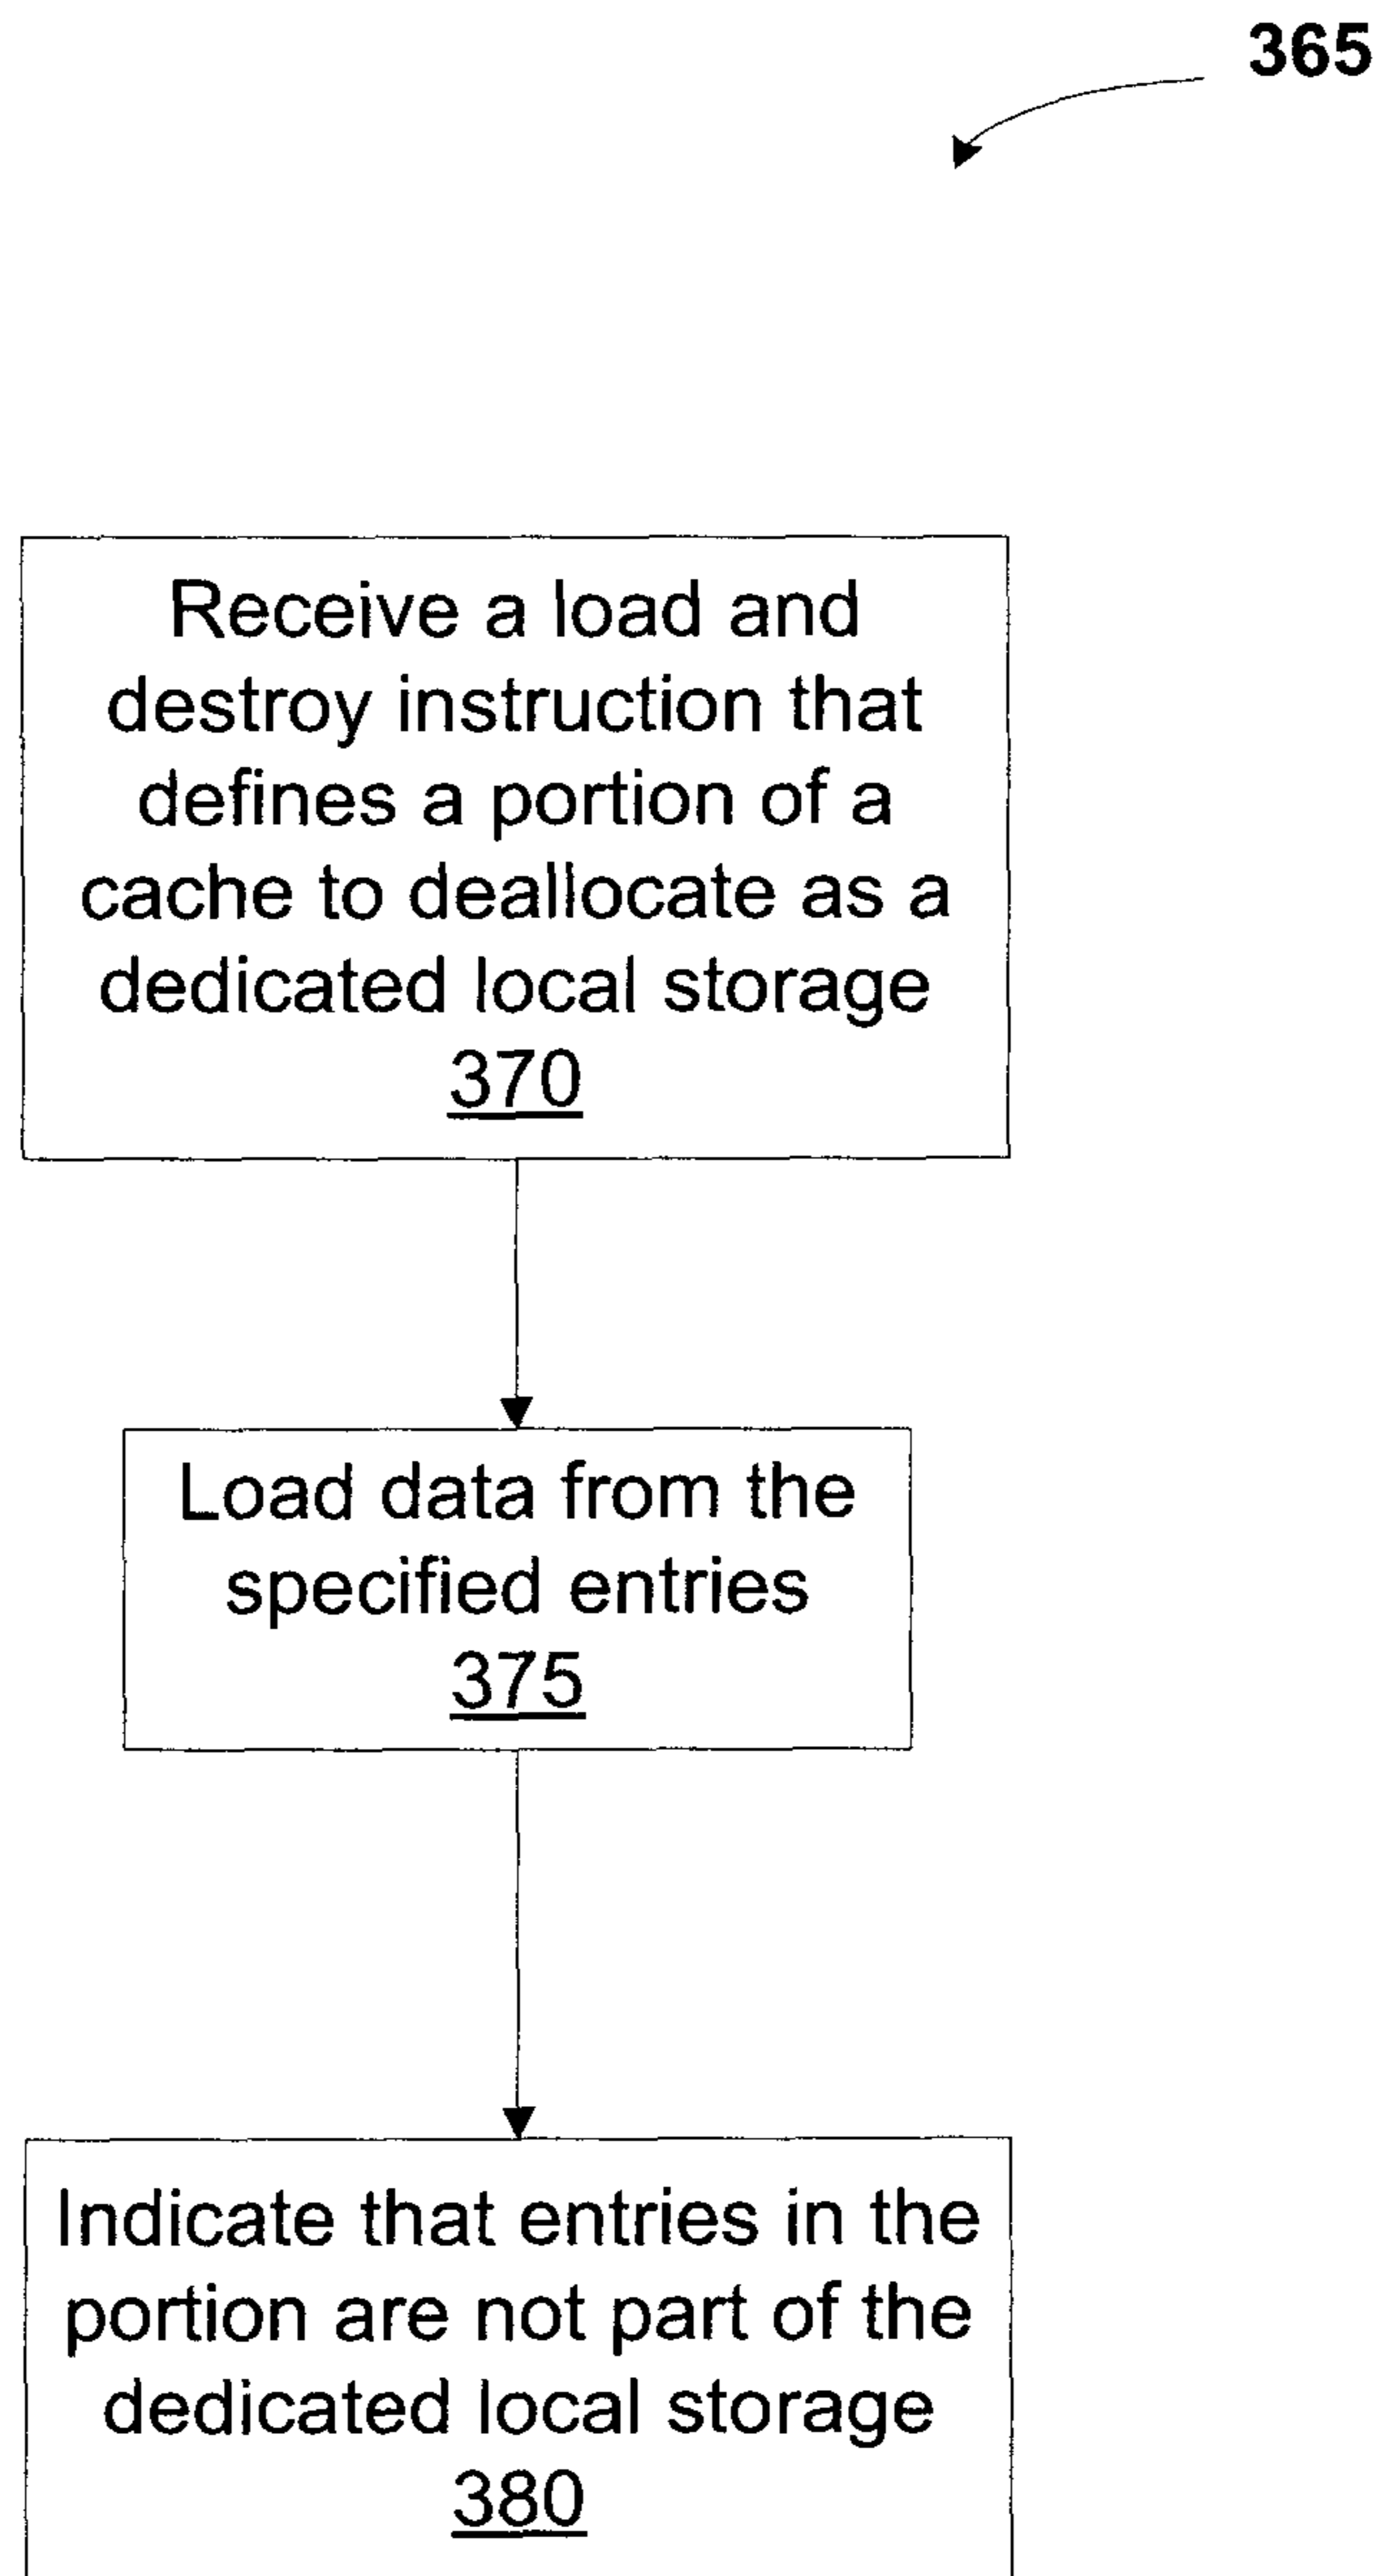 365
Receive a load and
destroy instruction that
defines a portion of a
cache to deallocate as a
dedicated local storage
370
Load data from the
specified entries
375
Indicate that entries in the
portion are not part of the
dedicated local storage
380